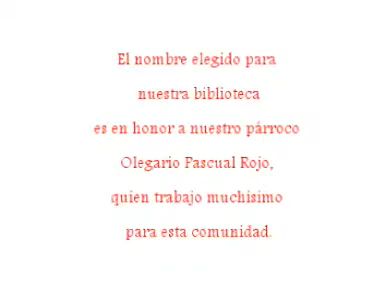 El nombre elegido para
nuestra biblioteca
es en honor a nuestro párroco
Olegario Pascual Rojo,
quien trabajo muchisimo
para esta comunidad.